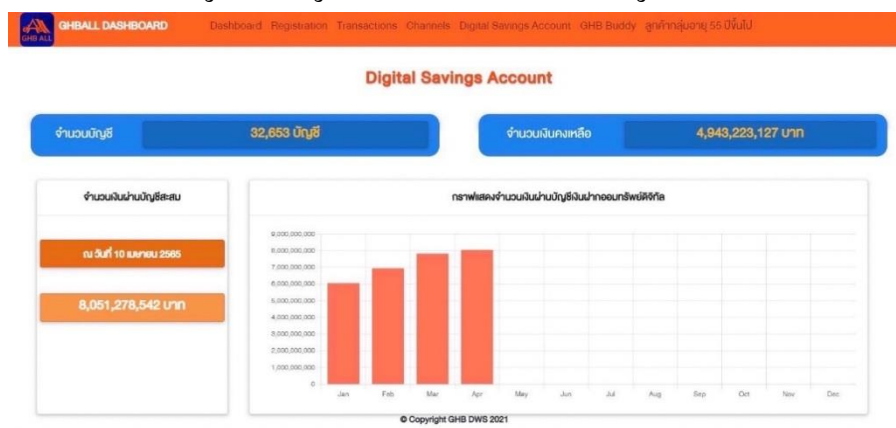 GHB ALL
GHBALL DASHBOARD Dashboard Registration Transactions Channels Digital Savings Account GHB Buddy ลูกค้ากลุ่มอายุ 55 ปีขึ้นไป
Digital Savings Account
จำนวนบัญชี 32,653 บัญชี จำนวนเงินคงเหลือ 4,943,223,127 บาท
จำนวนเงินผ่านบัญชีสะสม
ณ วันที่ 10 เมษายน 2565
8,051,278,542 บาท
กราฟแสดงจำนวนเงินผ่านบัญชีเงินฝากออมทรัพย์ดิจิทัล
9,000,000,000
8,000,000,000
7,000,000,000
6,000,000,000
5,000,000,000
4,000,000,000
3,000,000,000
2,000,000,000
1,000,000,000
0
Jan Feb Mar Apr May Jun Jul Aug Sep Oct Nov Dec
© Copyright GHB DWS 2021